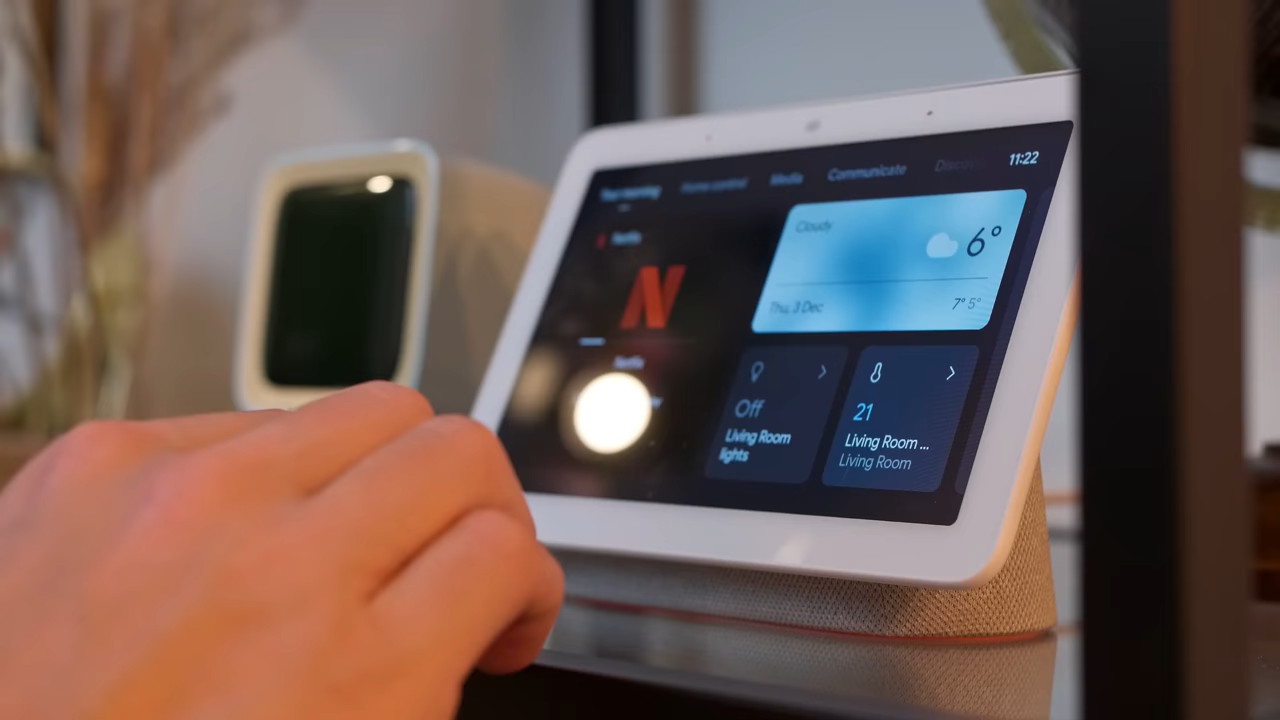 Your morning Home control Media Communicate Discover
11:22
Netflix
N
Netflix
Cloudy
6°
Thu, 3 Dec
7° 5°
Off
Living Room
lights
21
Living Room ...
Living Room